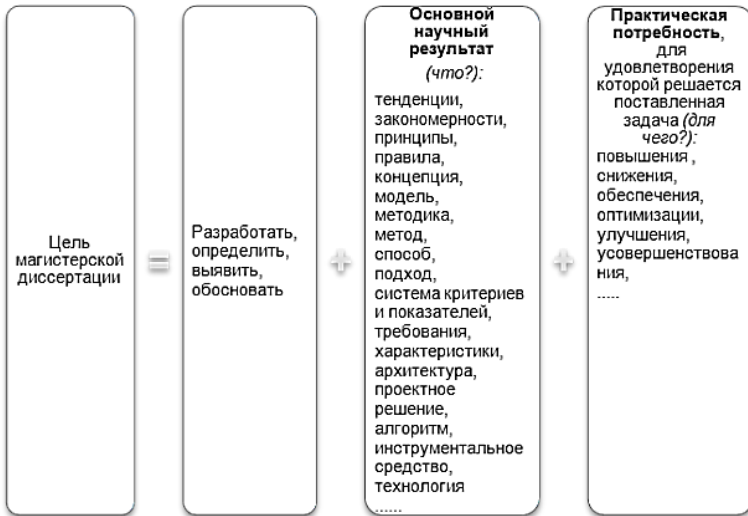 Цель
магистерской
диссертации
=
Разработать,
определить,
выявить,
обосновать
+
Основной
научный
результат
(что?):
тенденции,
закономерности,
принципы,
правила,
концепция,
модель,
методика,
метод,
способ,
подход,
система критериев
и показателей,
требования,
характеристики,
архитектура,
проектное
решение,
алгоритм,
инструментальное
средство,
технология
......
+
Практическая
потребность,
для
удовлетворения
которой решается
поставленная
задача (для
чего?):
повышения ,
снижения,
обеспечения,
оптимизации,
улучшения,
усовершенствова
ния,
.....